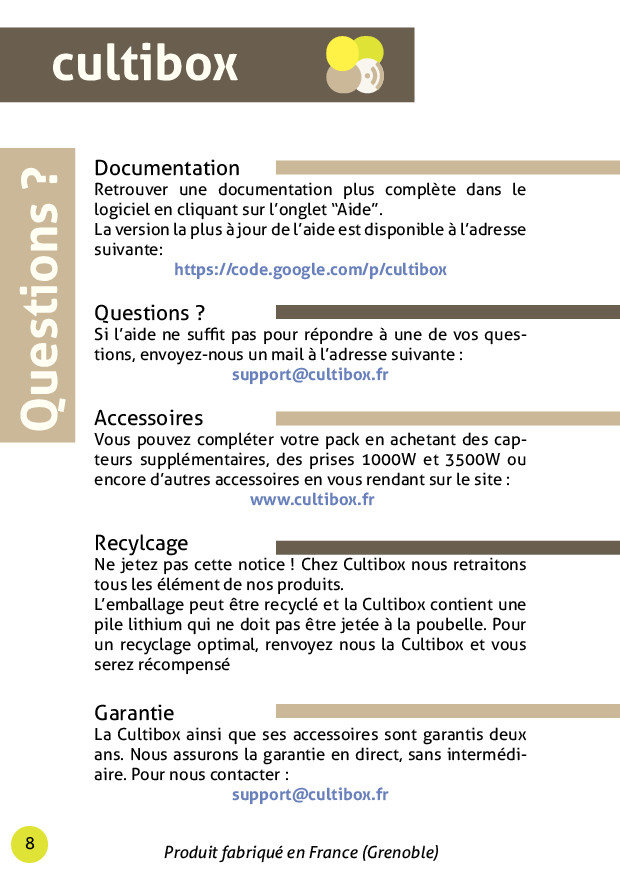 cultibox
Questions ?
Documentation
Retrouver une documentation plus complète dans le
logiciel en cliquant sur l’onglet “Aide”.
La version la plus à jour de l’aide est disponible à l’adresse
suivante:
https://code.google.com/p/cultibox
Questions ?
Si l’aide ne suffit pas pour répondre à une de vos ques-
tions, envoyez-nous un mail à l’adresse suivante :
support@cultibox.fr
Accessoires
Vous pouvez compléter votre pack en achetant des cap-
teurs supplémentaires, des prises 1000W et 3500W ou
encore d’autres accessoires en vous rendant sur le site :
www.cultibox.fr
Recylcage
Ne jetez pas cette notice ! Chez Cultibox nous retraitons
tous les élément de nos produits.
L’emballage peut être recyclé et la Cultibox contient une
pile lithium qui ne doit pas être jetée à la poubelle. Pour
un recyclage optimal, renvoyez nous la Cultibox et vous
serez récompensé
Garantie
La Cultibox ainsi que ses accessoires sont garantis deux
ans. Nous assurons la garantie en direct, sans intermédi-
aire. Pour nous contacter :
support@cultibox.fr
8
Produit fabriqué en France (Grenoble)